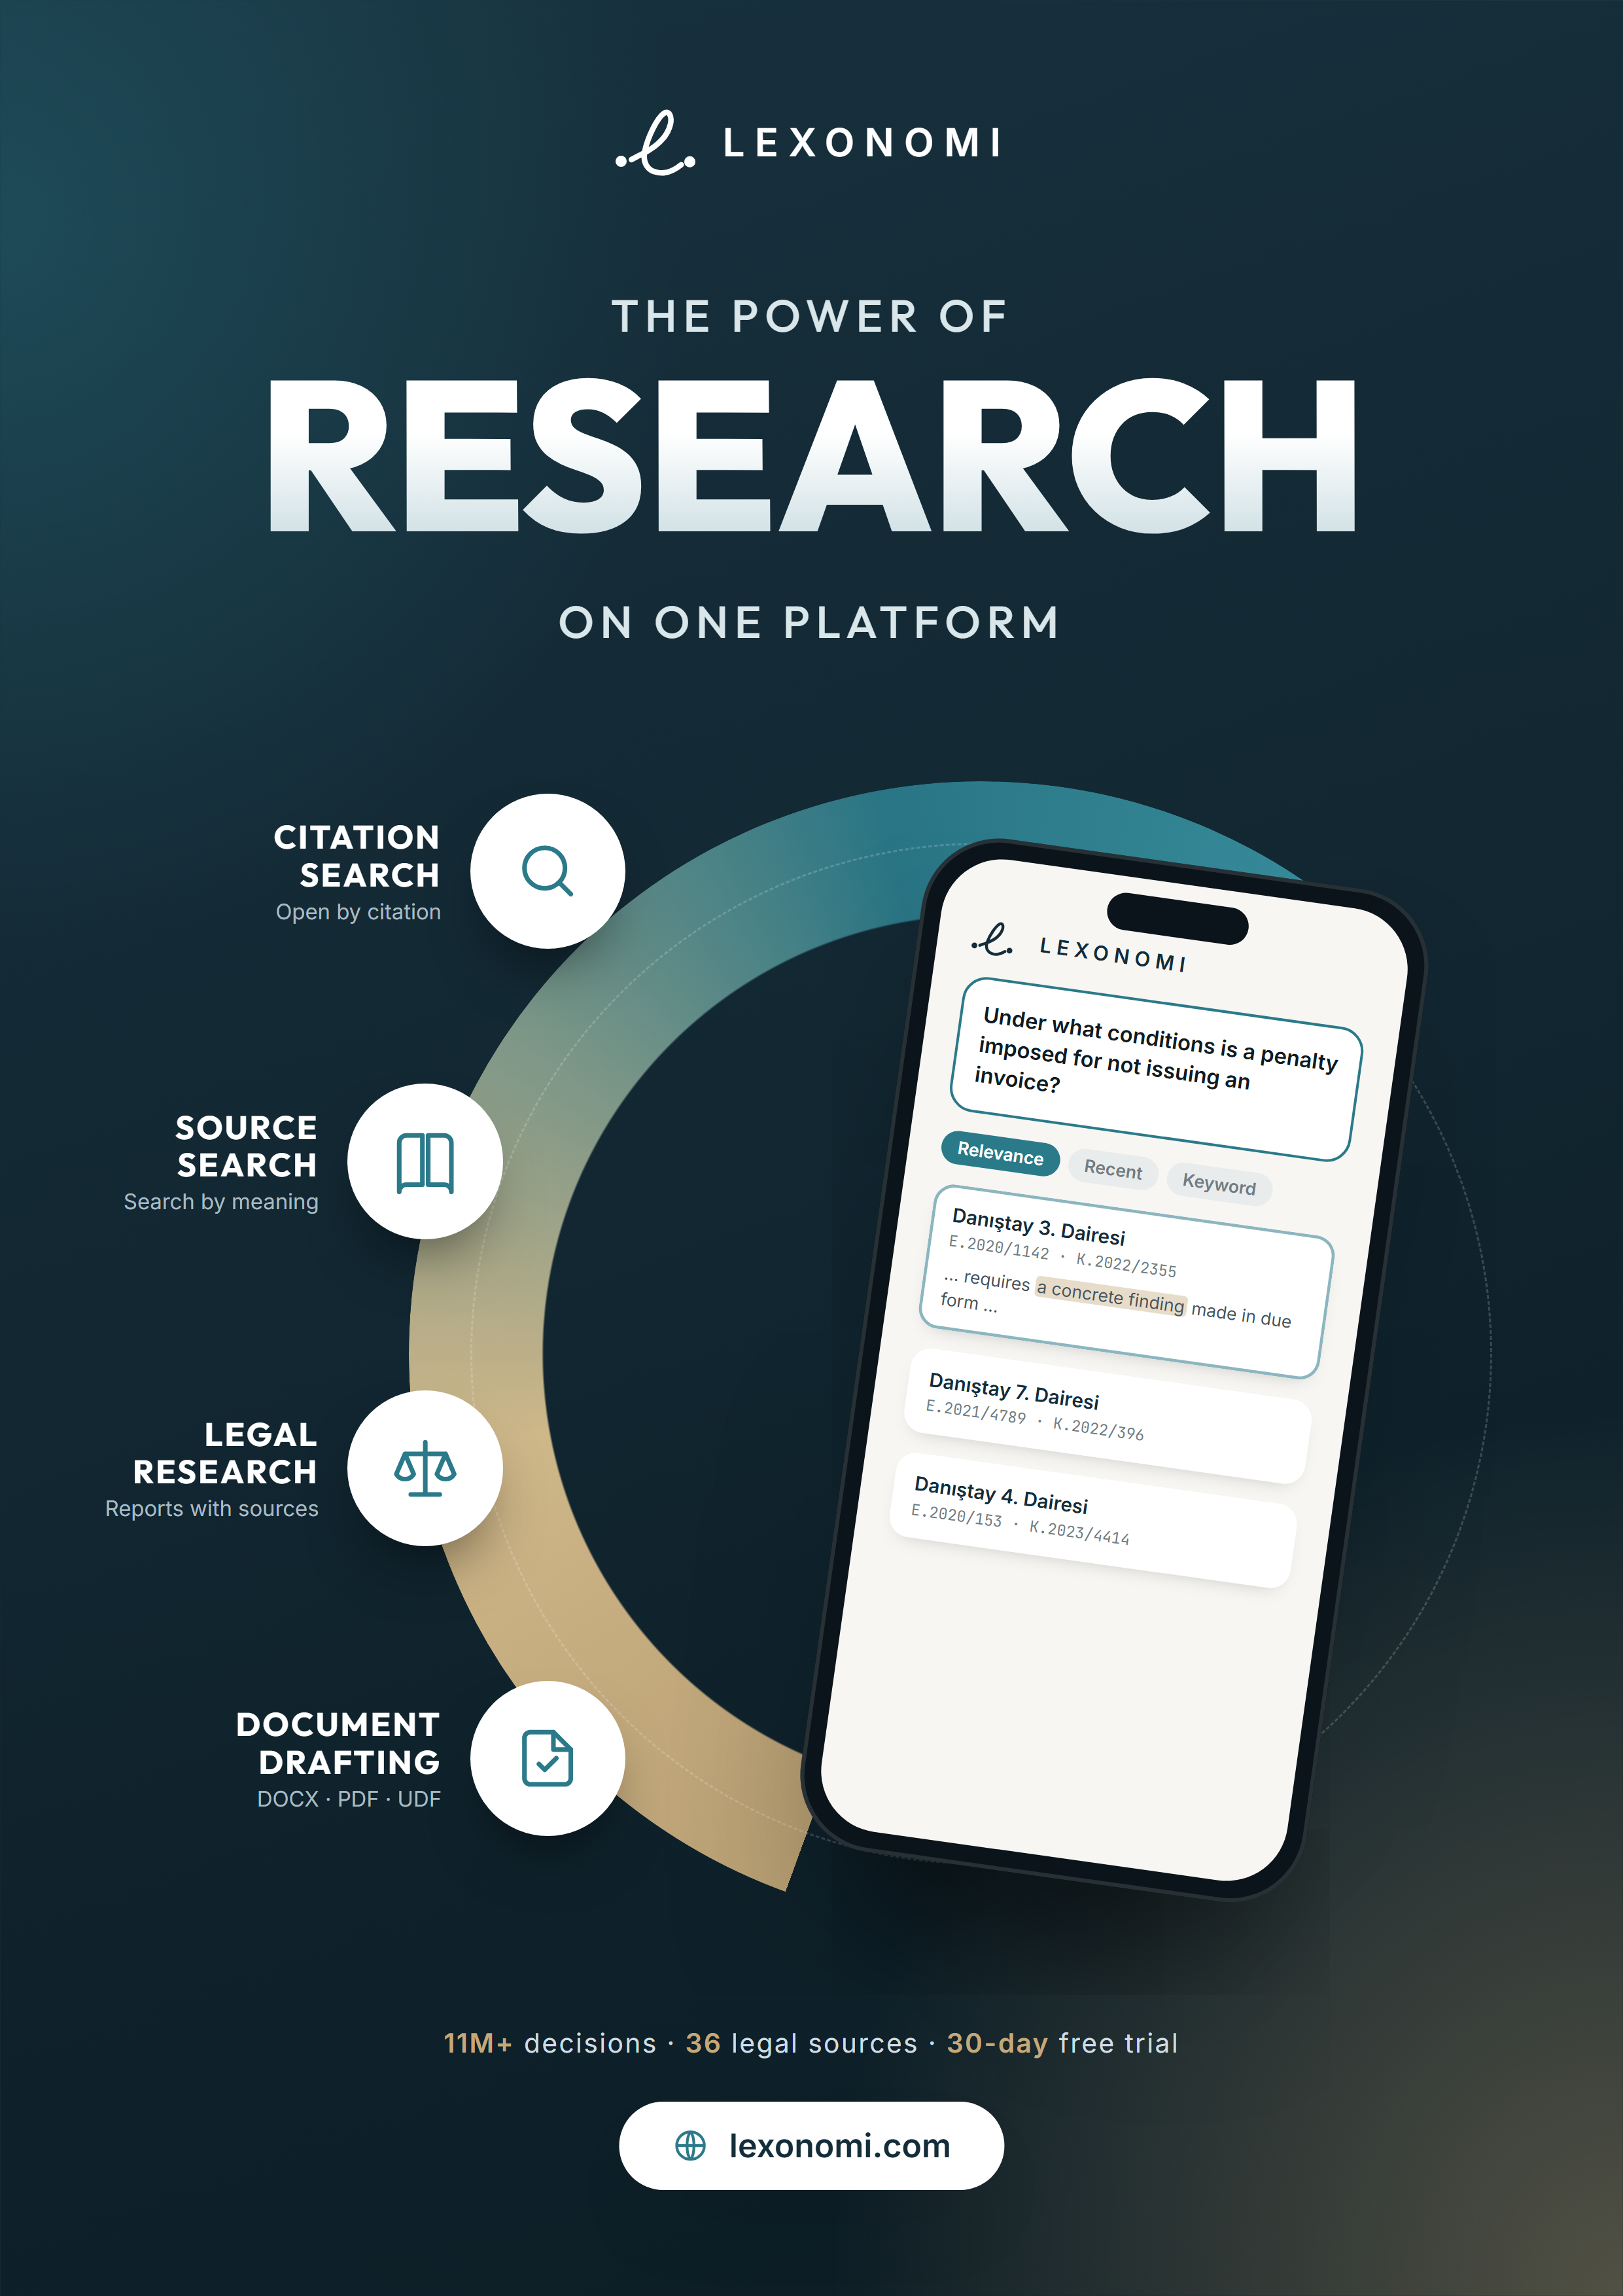 LEXONOMI
THE POWER OF
RESEARCH
ON ONE PLATFORM
CITATION
SEARCH
Open by citation
SOURCE
SEARCH
Search by meaning
LEGAL
RESEARCH
Reports with sources
DOCUMENT
DRAFTING
DOCX · PDF · UDF
LEXONOMI
Under what conditions is a penalty
imposed for not issuing an
invoice?
Relevance Recent Keyword
Danıştay 3. Dairesi
E.2020/1142 · K.2022/2355
... requires a concrete finding made in due
form ...
Danıştay 7. Dairesi
E.2021/4789 · K.2022/396
Danıştay 4. Dairesi
E.2020/153 · K.2023/4414
11M+ decisions · 36 legal sources · 30-day free trial
lexonomi.com